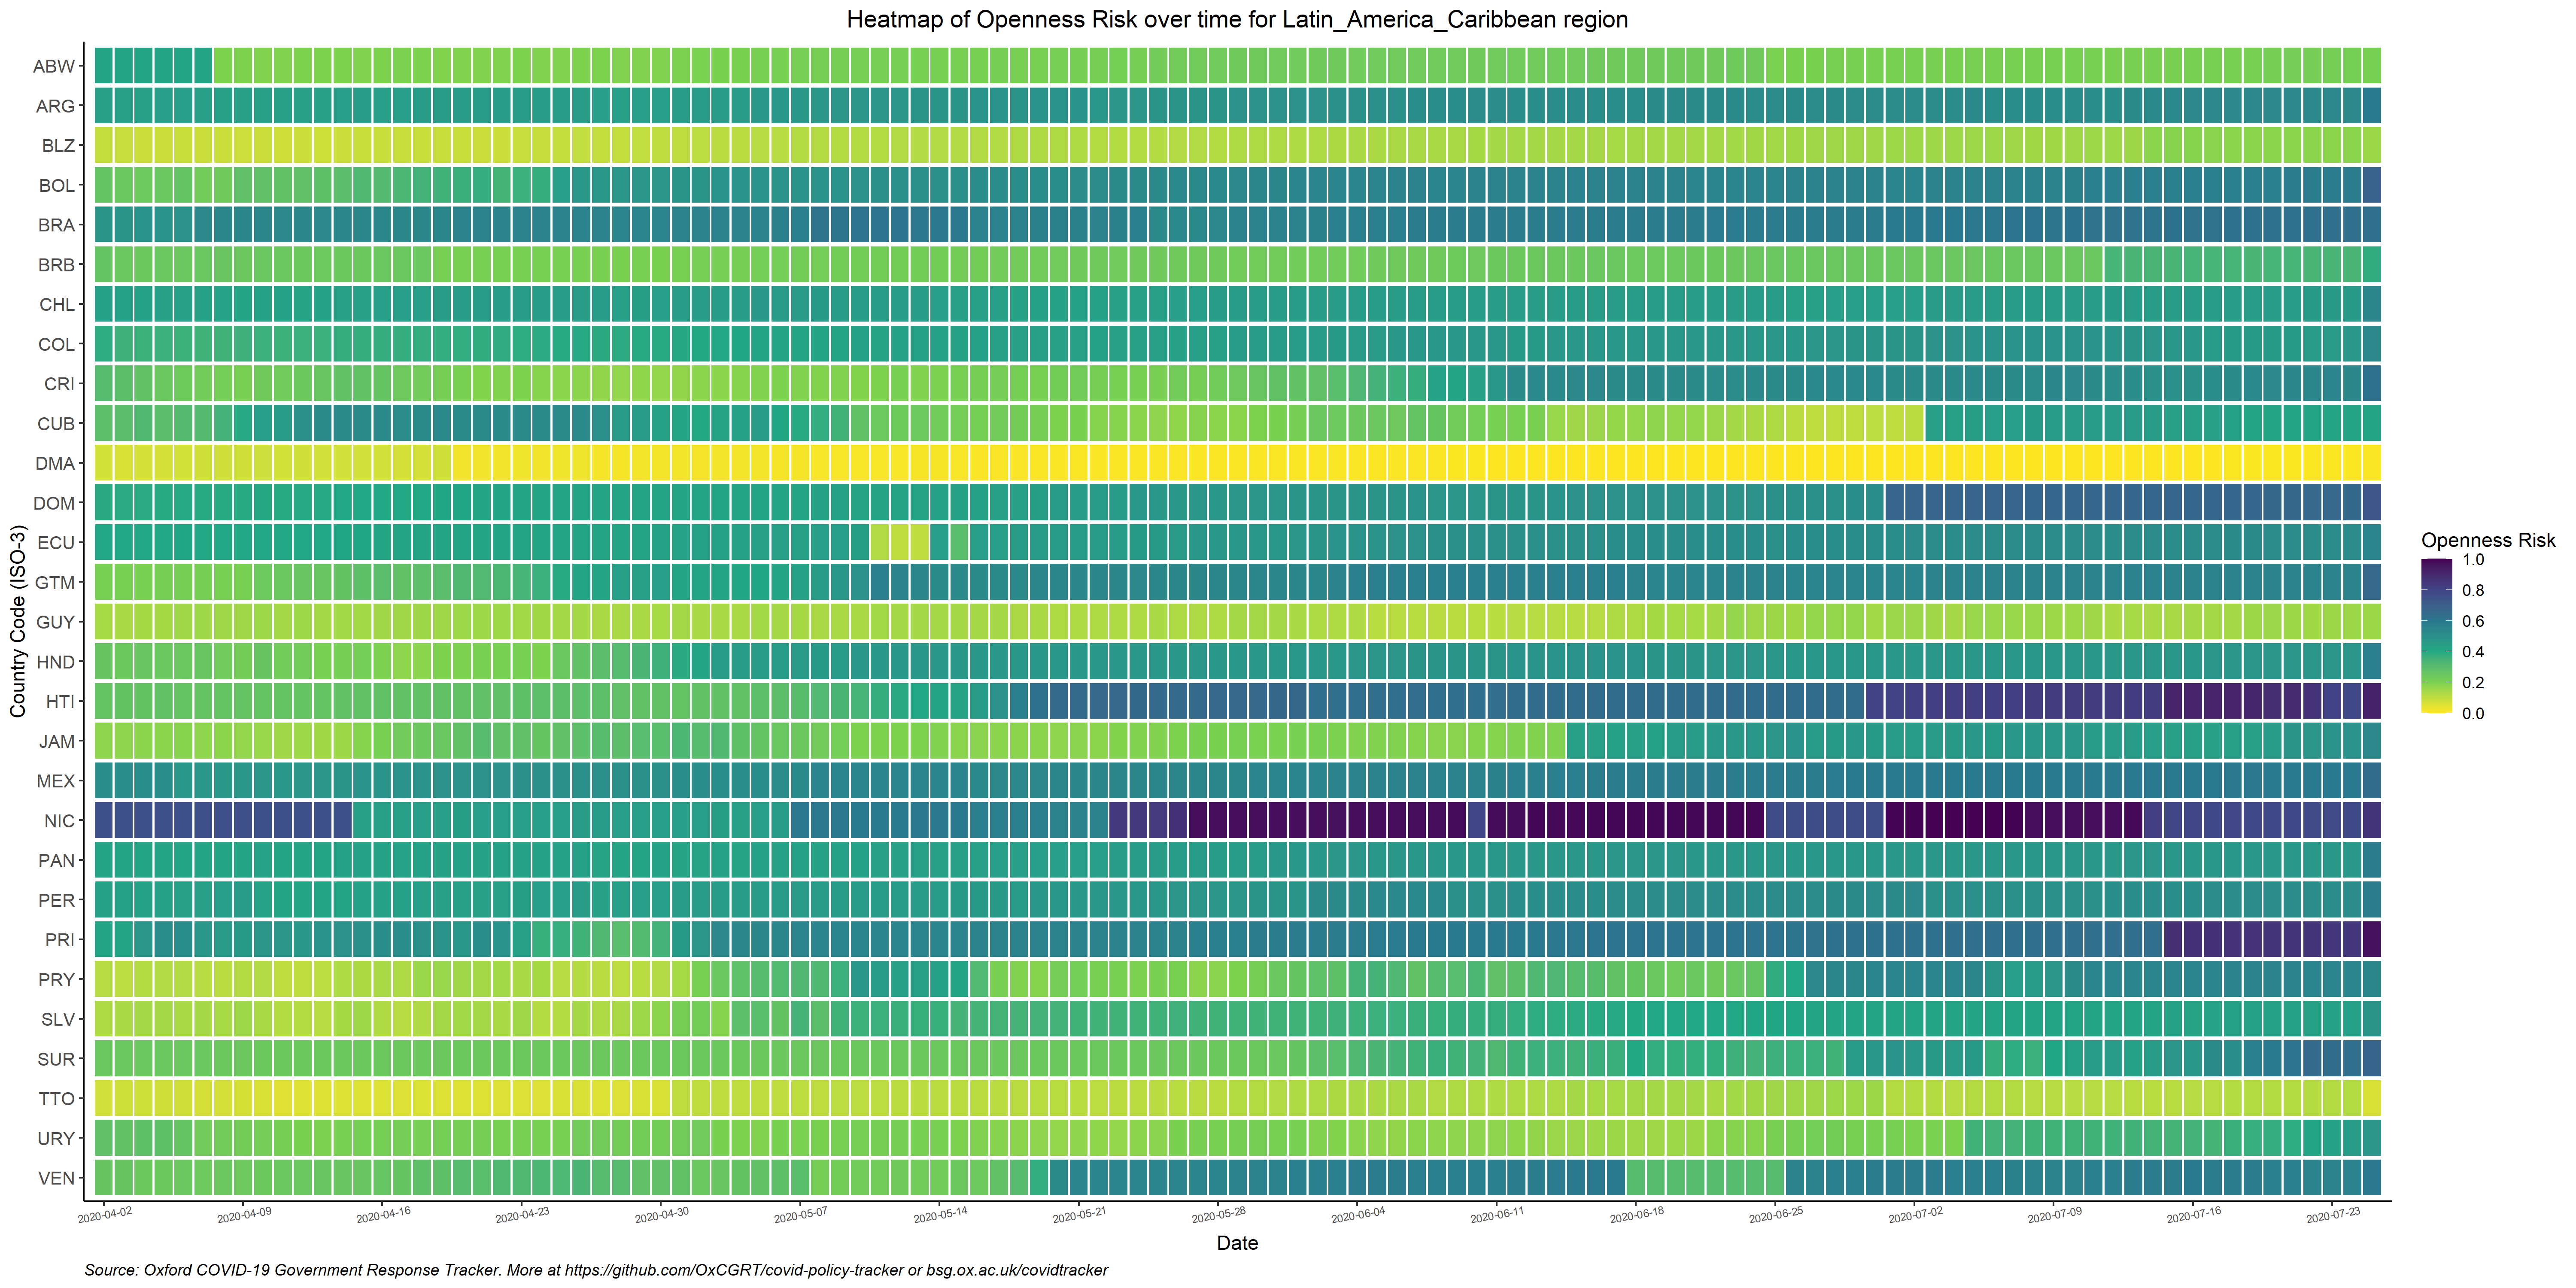 Heatmap of Openness Risk over time for Latin_America_Caribbean region
Country Code (ISO-3)
ABW
ARG
BLZ
BOL
BRA
BRB
CHL
COL
CRI
CUB
DMA
DOM
ECU
GTM
GUY
HND
HTI
JAM
MEX
NIC
PAN
PER
PRI
PRY
SLV
SUR
TTO
URY
VEN
Openness Risk
1.0
0.8
0.6
0.4
0.2
0.0
2020-04-02 2020-04-09 2020-04-16 2020-04-23 2020-04-30 2020-05-07 2020-05-14 2020-05-21 2020-05-28 2020-06-04 2020-06-11 2020-06-18 2020-06-25 2020-07-02 2020-07-09 2020-07-16 2020-07-23
Date
Source: Oxford COVID-19 Government Response Tracker. More at https://github.com/OxCGRT/covid-policy-tracker or bsg.ox.ac.uk/covidtracker